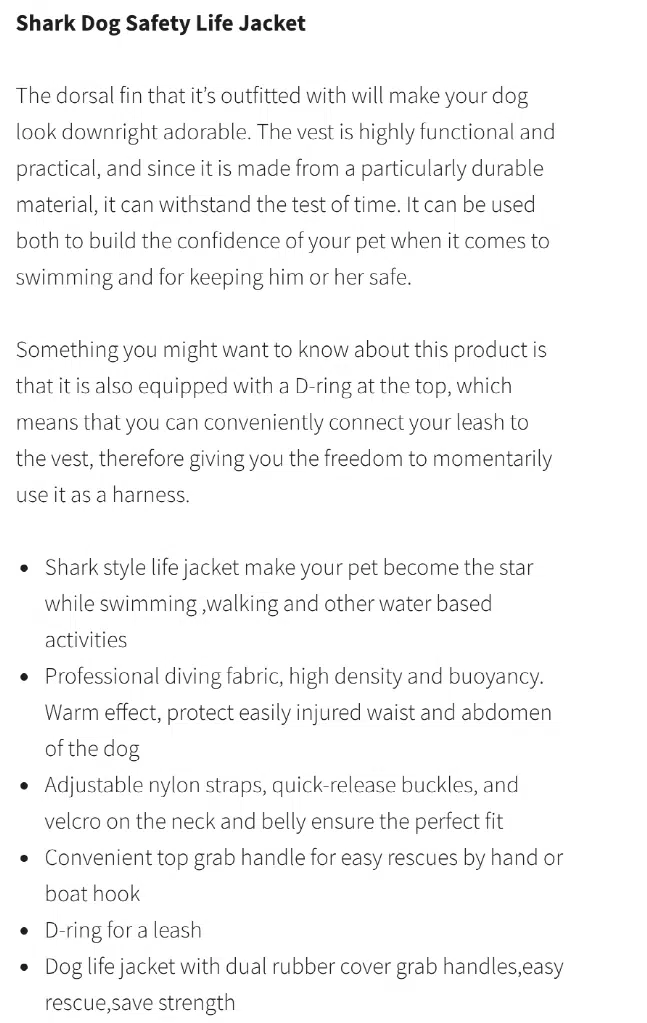 Shark Dog Safety Life Jacket
The dorsal fin that it’s outfitted with will make your dog
look downright adorable. The vest is highly functional and
practical, and since it is made from a particularly durable
material, it can withstand the test of time. It can be used
both to build the confidence of your pet when it comes to
swimming and for keeping him or her safe.
Something you might want to know about this product is
that it is also equipped with a D-ring at the top, which
means that you can conveniently connect your leash to
the vest, therefore giving you the freedom to momentarily
use it as a harness.
• Shark style life jacket make your pet become the star
while swimming ,walking and other water based
activities
• Professional diving fabric, high density and buoyancy.
Warm effect, protect easily injured waist and abdomen
of the dog
• Adjustable nylon straps, quick-release buckles, and
velcro on the neck and belly ensure the perfect fit
• Convenient top grab handle for easy rescues by hand or
boat hook
• D-ring for a leash
• Dog life jacket with dual rubber cover grab handles,easy
rescue,save strength